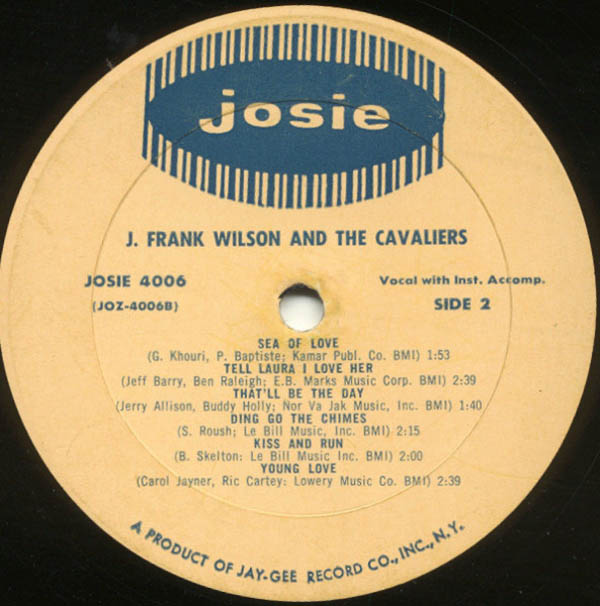 josie
J. FRANK WILSON AND THE CAVALIERS
JOSIE 4006
Vocal with Inst. Accomp.
(JOZ-4006B)
SIDE 2
SEA OF LOVE
(G. Khouri, P. Baptiste; Kamar Publ. Co. BMI) 1:53
TELL LAURA I LOVE HER
(Jeff Barry, Ben Raleigh; E.B. Marks Music Corp. BMI) 2:39
THAT'LL BE THE DAY
(Jerry Allison, Buddy Holly; Nor Va Jak Music, Inc. BMI) 1:40
DING GO THE CHIMES
(S. Roush; Le Bill Music, Inc. BMI) 2:15
KISS AND RUN
(B. Skelton: Le Bill Music Inc. BMI) 2:00
YOUNG LOVE
(Carol Jayner, Ric Cartey: Lowery Music Co. BMI) 2:39
A PRODUCT OF JAY-GEE RECORD CO., INC., N.Y.